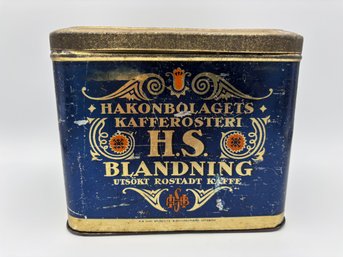 HAKONBOLAGETS
KAFFEROSTERI
H.S.
BLANDNING
UTSÖKT ROSTADT KAFFE